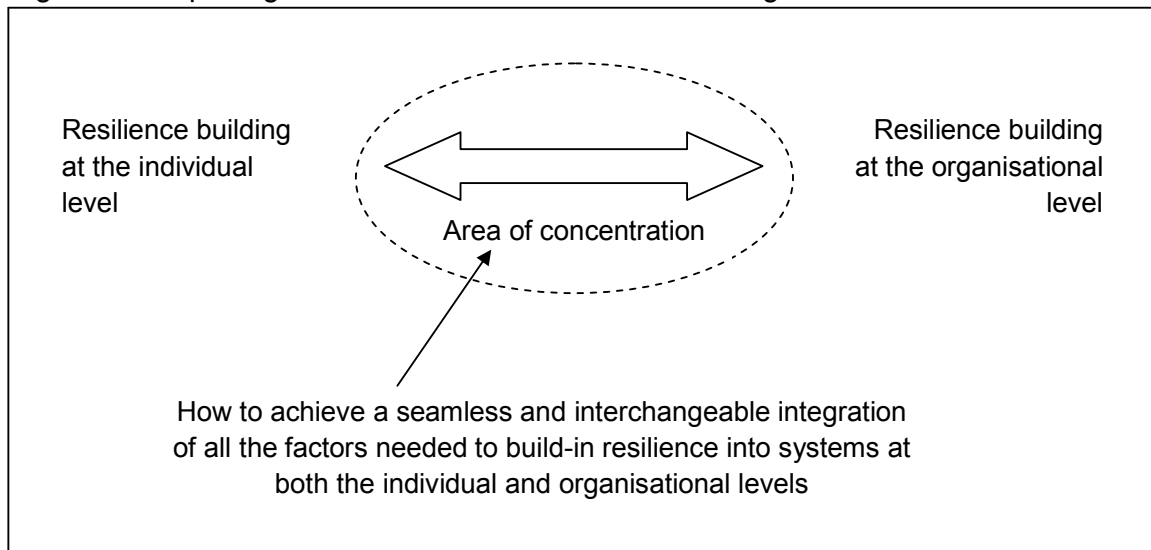 Resilience building
at the individual
level
Resilience building
at the organisational
level
Area of concentration
How to achieve a seamless and interchangeable integration
of all the factors needed to build-in resilience into systems at
both the individual and organisational levels